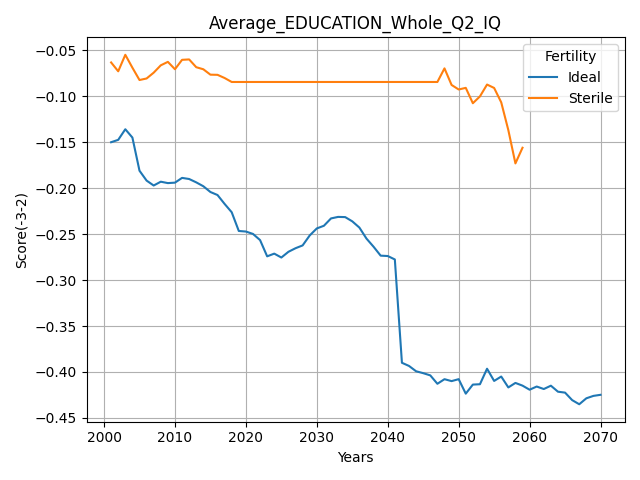 Average_EDUCATION_Whole_Q2_IQ
Score(-3-2)
−0.05
−0.10
−0.15
−0.20
−0.25
−0.30
−0.35
−0.40
−0.45
Fertility
Ideal
Sterile
2000 2010 2020 2030 2040 2050 2060 2070
Years